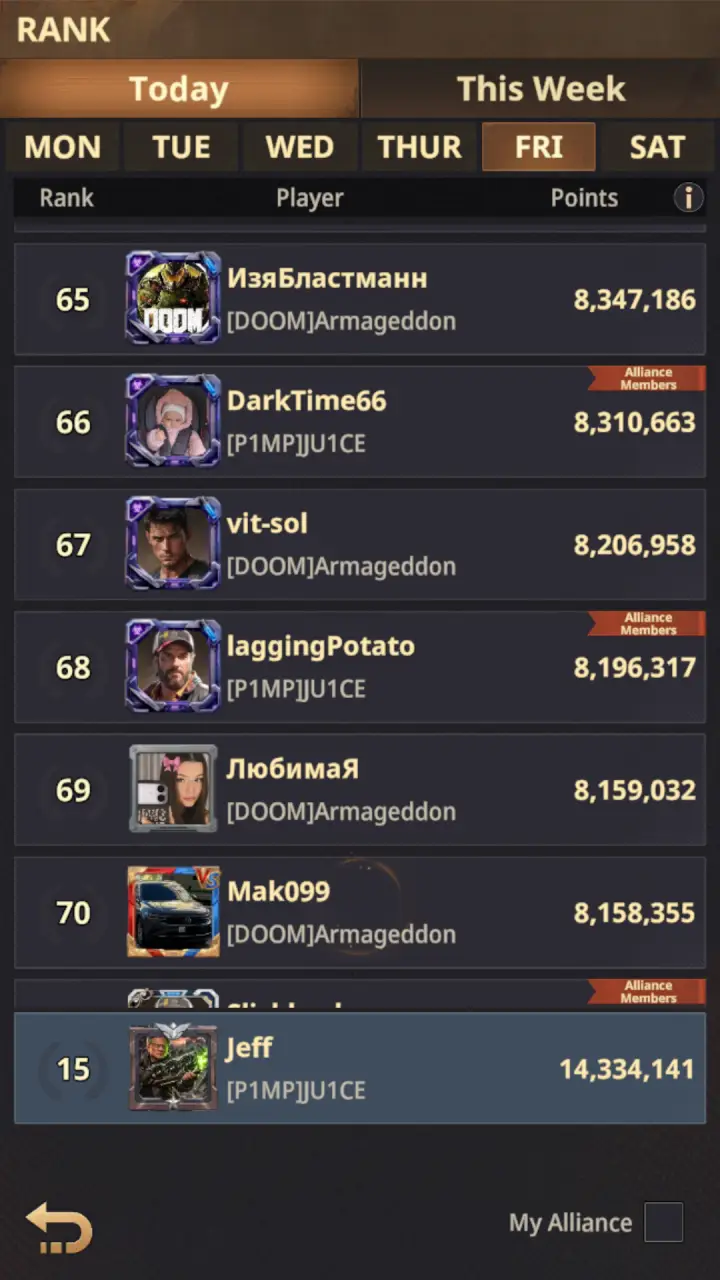 RANK
Today
This Week
MON
TUE
WED
THUR
FRI
SAT
Rank
Player
Points
65
DOOM
ИзяБластманн
[DOOM]Armageddon
8,347,186
Alliance
Members
66
DarkTime66
[P1MP]JU1CE
8,310,663
67
vit-sol
[DOOM]Armageddon
8,206,958
Alliance
Members
68
laggingPotato
[P1MP]JU1CE
8,196,317
69
ЛюбимаЯ
[DOOM]Armageddon
8,159,032
70
VS
Mak099
[DOOM]Armageddon
8,158,355
Alliance
Members
15
Jeff
[P1MP]JU1CE
14,334,141
My Alliance